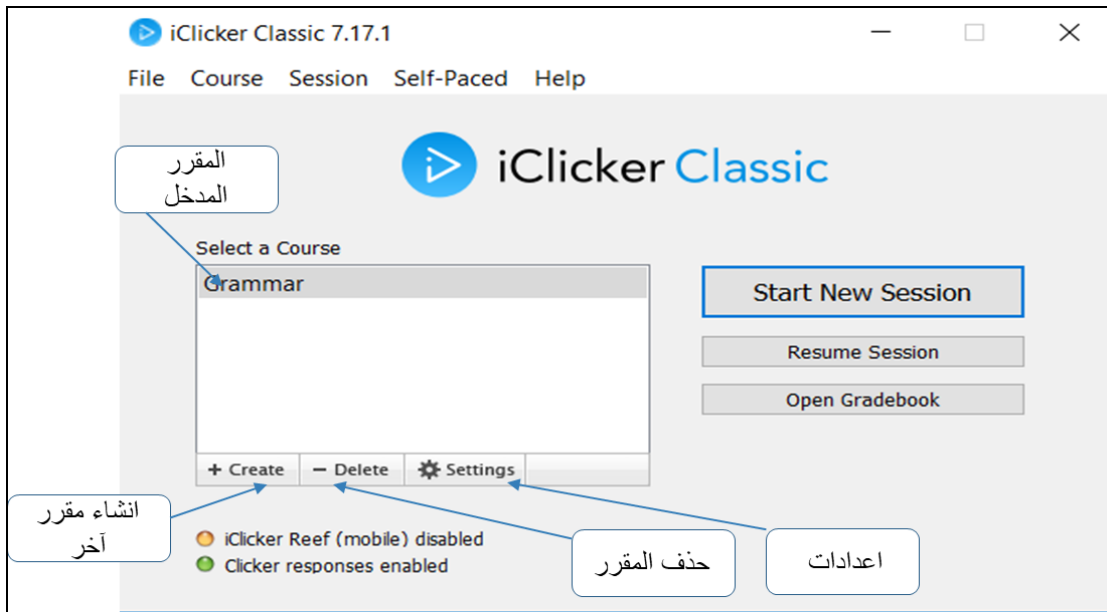 iClicker Classic 7.17.1
File Course Session Self-Paced Help
iClicker Classic
المقرر
المدخل
Select a Course
Grammar
Start New Session
Resume Session
Open Gradebook
+ Create
− Delete
Settings
انشاء مقرر
آخر
iClicker Reef (mobile) disabled
Clicker responses enabled
حذف المقرر
اعدادات